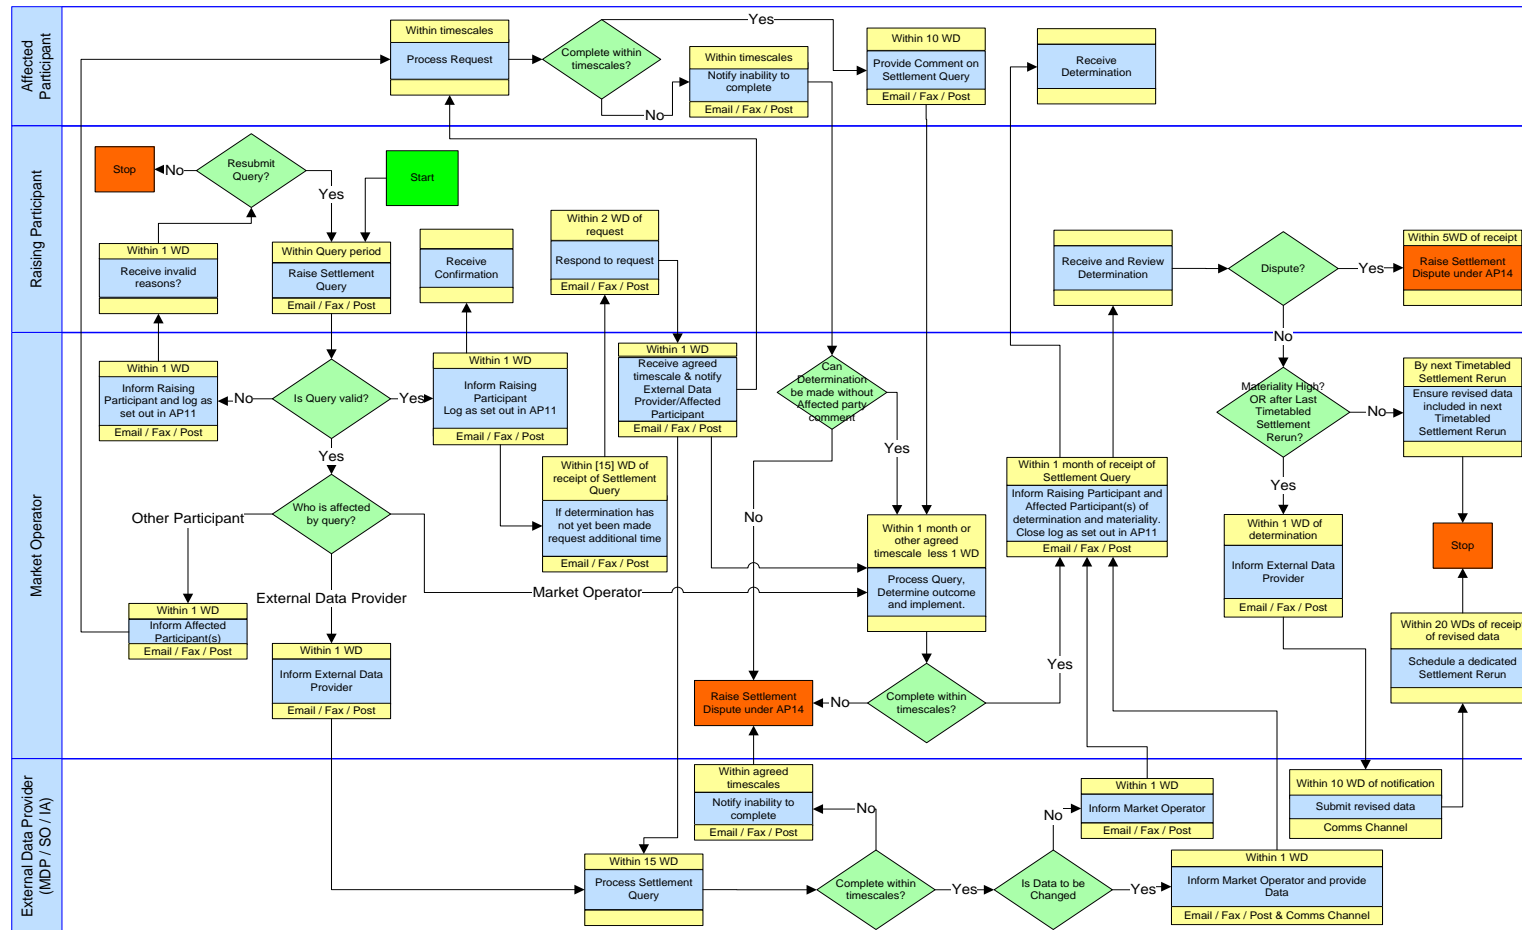 Affected
Participant
Within timescales
Process Request
Complete within
timescales?
Yes
No
Within timescales
Notify inability to
complete
Email / Fax / Post
Within 10 WD
Provide Comment on
Settlement Query
Email / Fax / Post
Receive
Determination
No
Raising Participant
Stop
No
Resubmit
Query?
Yes
Start
Within 1 WD
Receive invalid
reasons?
Within Query period
Raise Settlement
Query
Email / Fax / Post
Receive
Confirmation
Within 2 WD of
request
Respond to request
Email / Fax / Post
Receive and Review
Determination
Dispute?
Yes
No
Within 5WD of receipt
Raise Settlement
Dispute under AP14
Market Operator
Within 1 WD
Inform Raising
Participant and log as
set out in AP11
Email / Fax / Post
No
Is Query valid?
Yes
Yes
Within 1 WD
Inform Raising
Participant
Log as set out in AP11
Email / Fax / Post
Within 1 WD
Receive agreed
timescale & notify
External Data
Provider/Affected
Participant
Email / Fax / Post
Can
Determination
be made without
Affected party
comment
Yes
No
Materiality High?
OR after Last
Timetabled
Settlement
Rerun?
No
Yes
By next Timetabled
Settlement Rerun
Ensure revised data
included in next
Timetabled
Settlement Rerun
Who is affected
by query?
Other Participant
External Data Provider
Market Operator
Within [15] WD of
receipt of Settlement
Query
If determination has
not yet been made
request additional time
Email / Fax / Post
Within 1 month or
other agreed
timescale less 1 WD
Process Query,
Determine outcome
and implement.
Within 1 month of receipt of
Settlement Query
Inform Raising Participant and
Affected Participant(s) of
determination and materiality.
Close log as set out in AP11
Email / Fax / Post
Within 1 WD of
determination
Inform External Data
Provider
Email / Fax / Post
Stop
Within 1 WD
Inform Affected
Participant(s)
Email / Fax / Post
Within 1 WD
Inform External Data
Provider
Email / Fax / Post
Raise Settlement
Dispute under AP14
No
Complete within
timescales?
Yes
Within 20 WDs of receipt
of revised data
Schedule a dedicated
Settlement Rerun
External Data Provider
(MDP / SO / IA)
Within agreed
timescales
Notify inability to
complete
Email / Fax / Post
No
Within 15 WD
Process Settlement
Query
Complete within
timescales?
Yes
Is Data to be
Changed
No
Yes
Within 1 WD
Inform Market Operator
Email / Fax / Post
Within 1 WD
Inform Market Operator and provide
Data
Email / Fax / Post & Comms Channel
Within 10 WD of notification
Submit revised data
Comms Channel